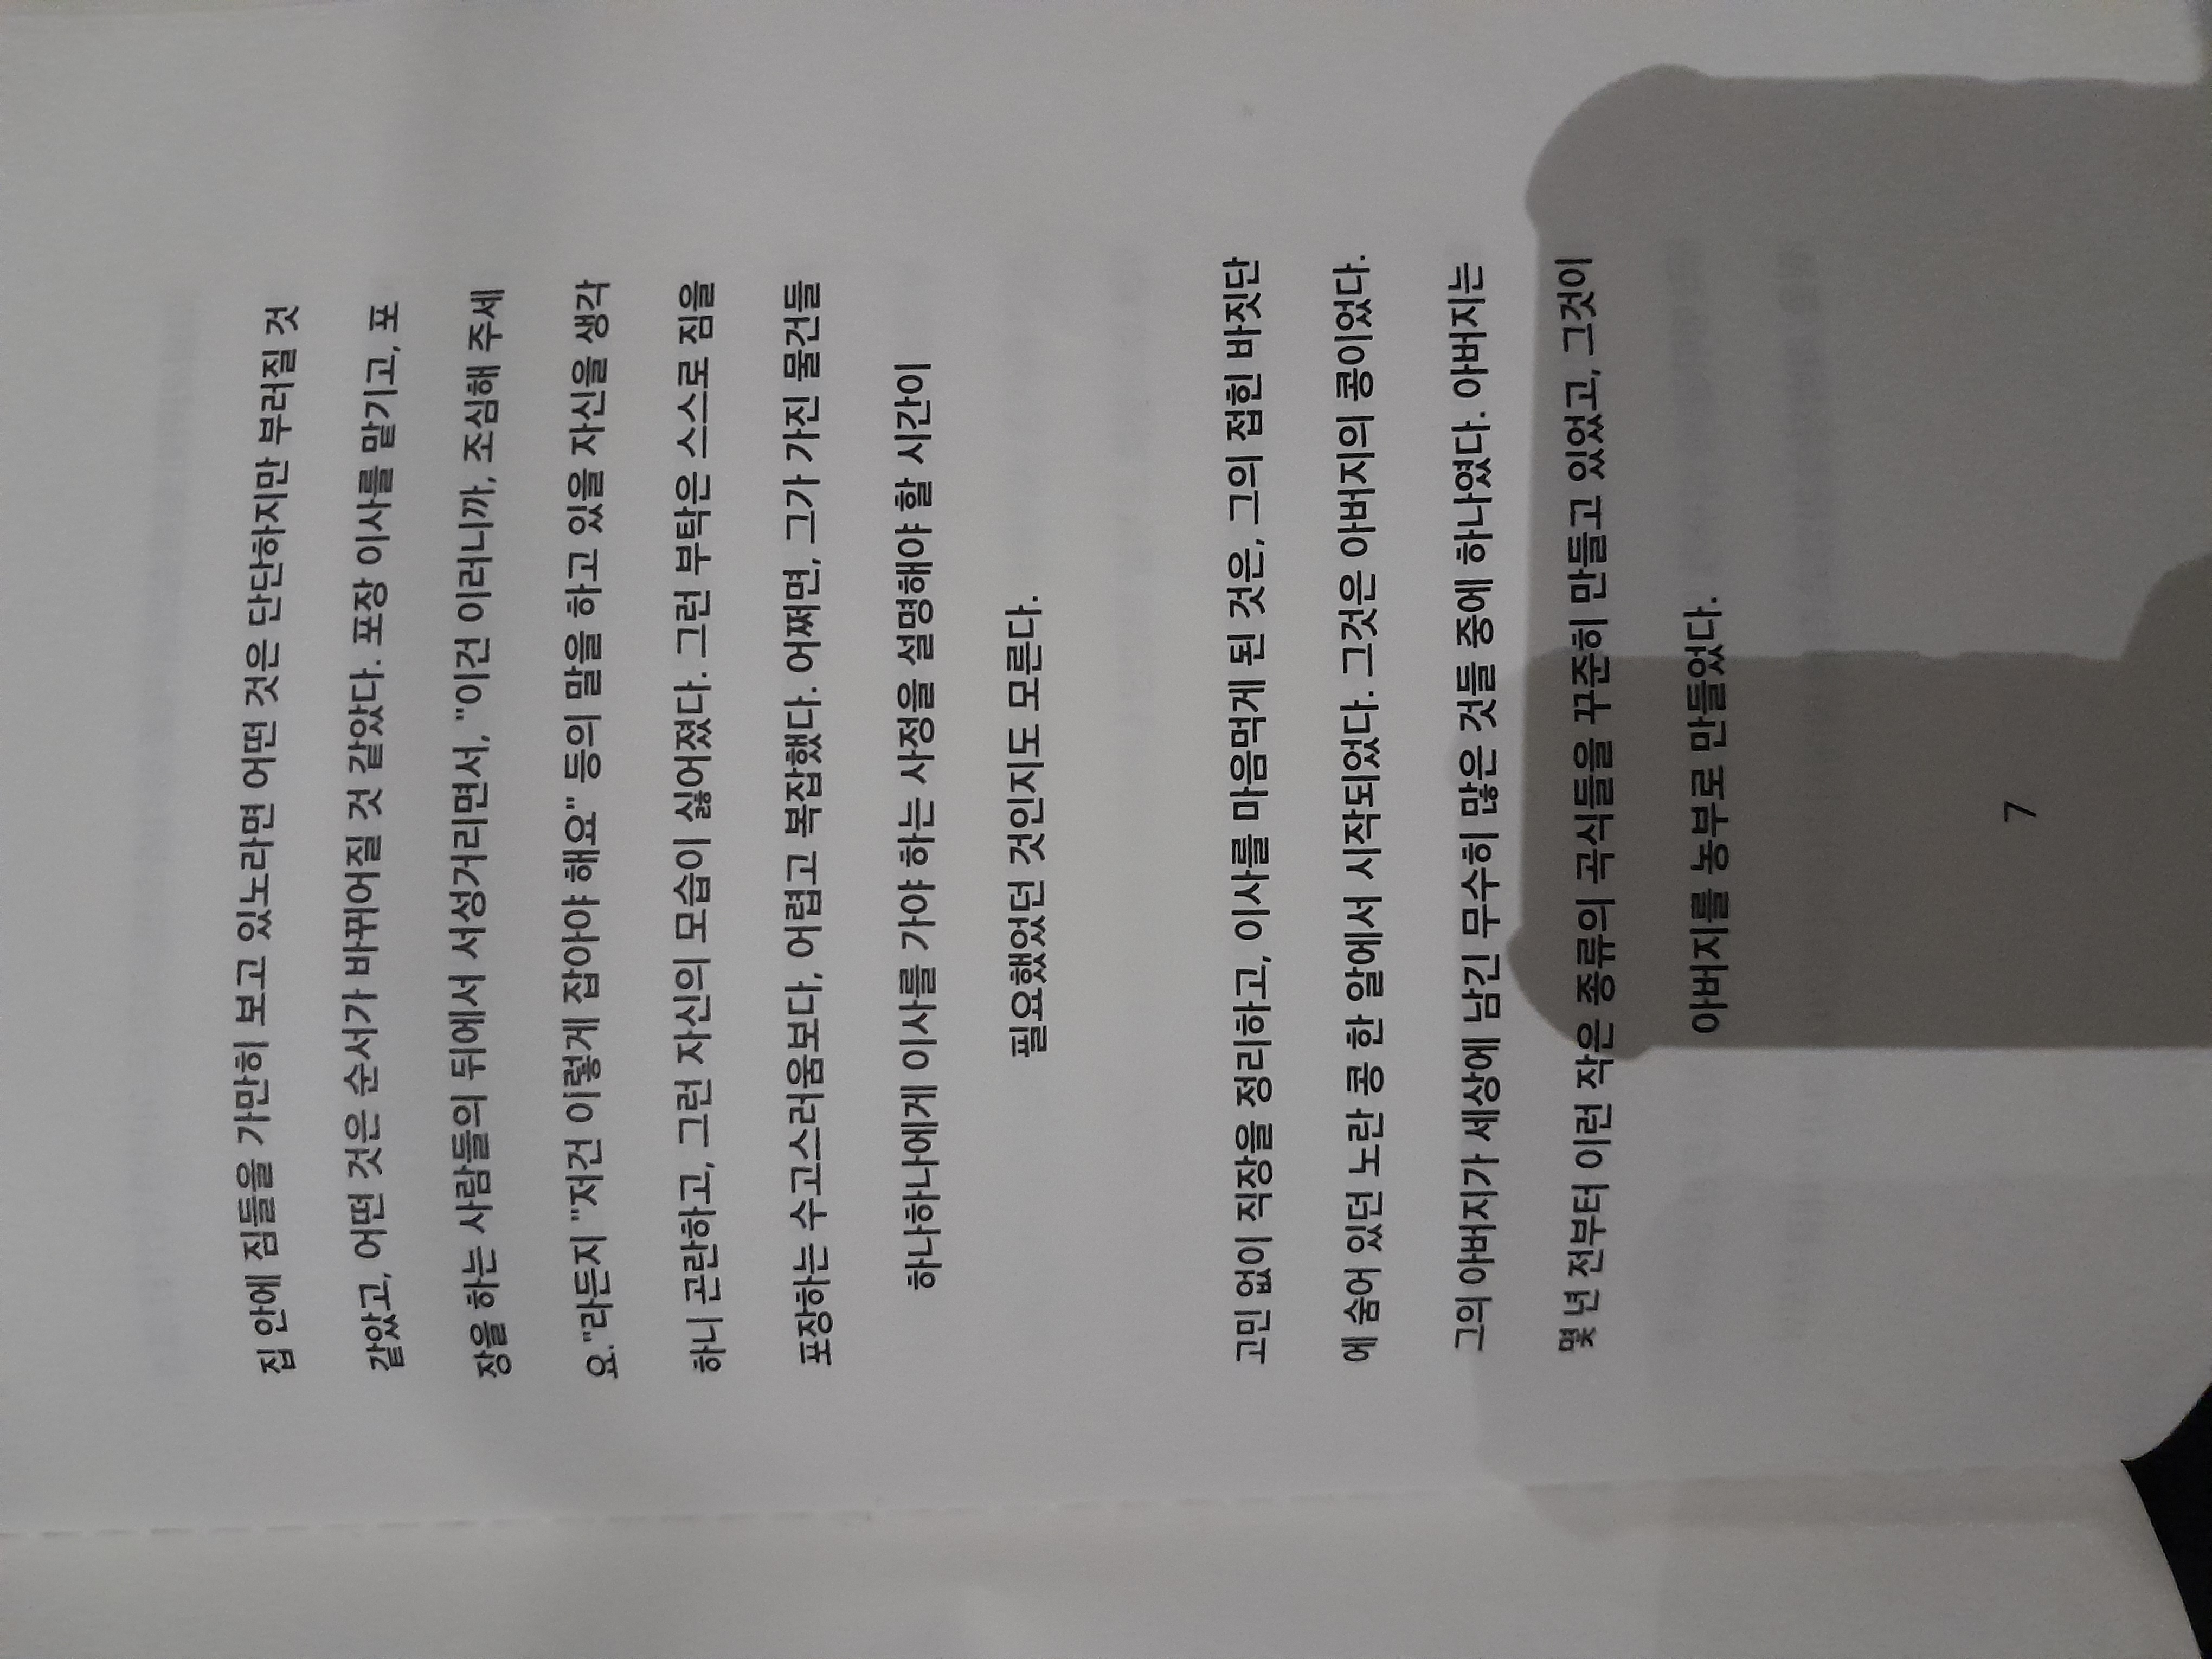 집 안에 짐들을 가만히 보고 있노라면 어떤 것은 단단하지만 부러질 것
같았고, 어떤 것은 순서가 바뀌어질 것 같았다. 포장 이사를 맡기고, 포
장을 하는 사람들의 뒤에서 서성거리면서, "이건 이러니까, 조심해 주세
요."라든지 "저건 이렇게 잡아야 해요" 등의 말을 하고 있을 자신을 생각
하니 곤란하고, 그런 자신의 모습이 싫어졌다. 그런 부탁은 스스로 짐을
포장하는 수고스러움보다, 어렵고 복잡했다. 어쩌면, 그가 가진 물건들
하나하나에게 이사를 가야 하는 사정을 설명해야 할 시간이
필요했었던 것인지도 모른다.
고민 없이 직장을 정리하고, 이사를 마음먹게 된 것은, 그의 접힌 바짓단
에 숨어 있던 노란 콩 한 알에서 시작되었다. 그것은 아버지의 콩이었다.
그의 아버지가 세상에 남긴 무수히 많은 것들 중에 하나였다. 아버지는
몇 년 전부터 이런 작은 종류의 곡식들을 꾸준히 만들고 있었고, 그것이
아버지를 농부로 만들었다.
7